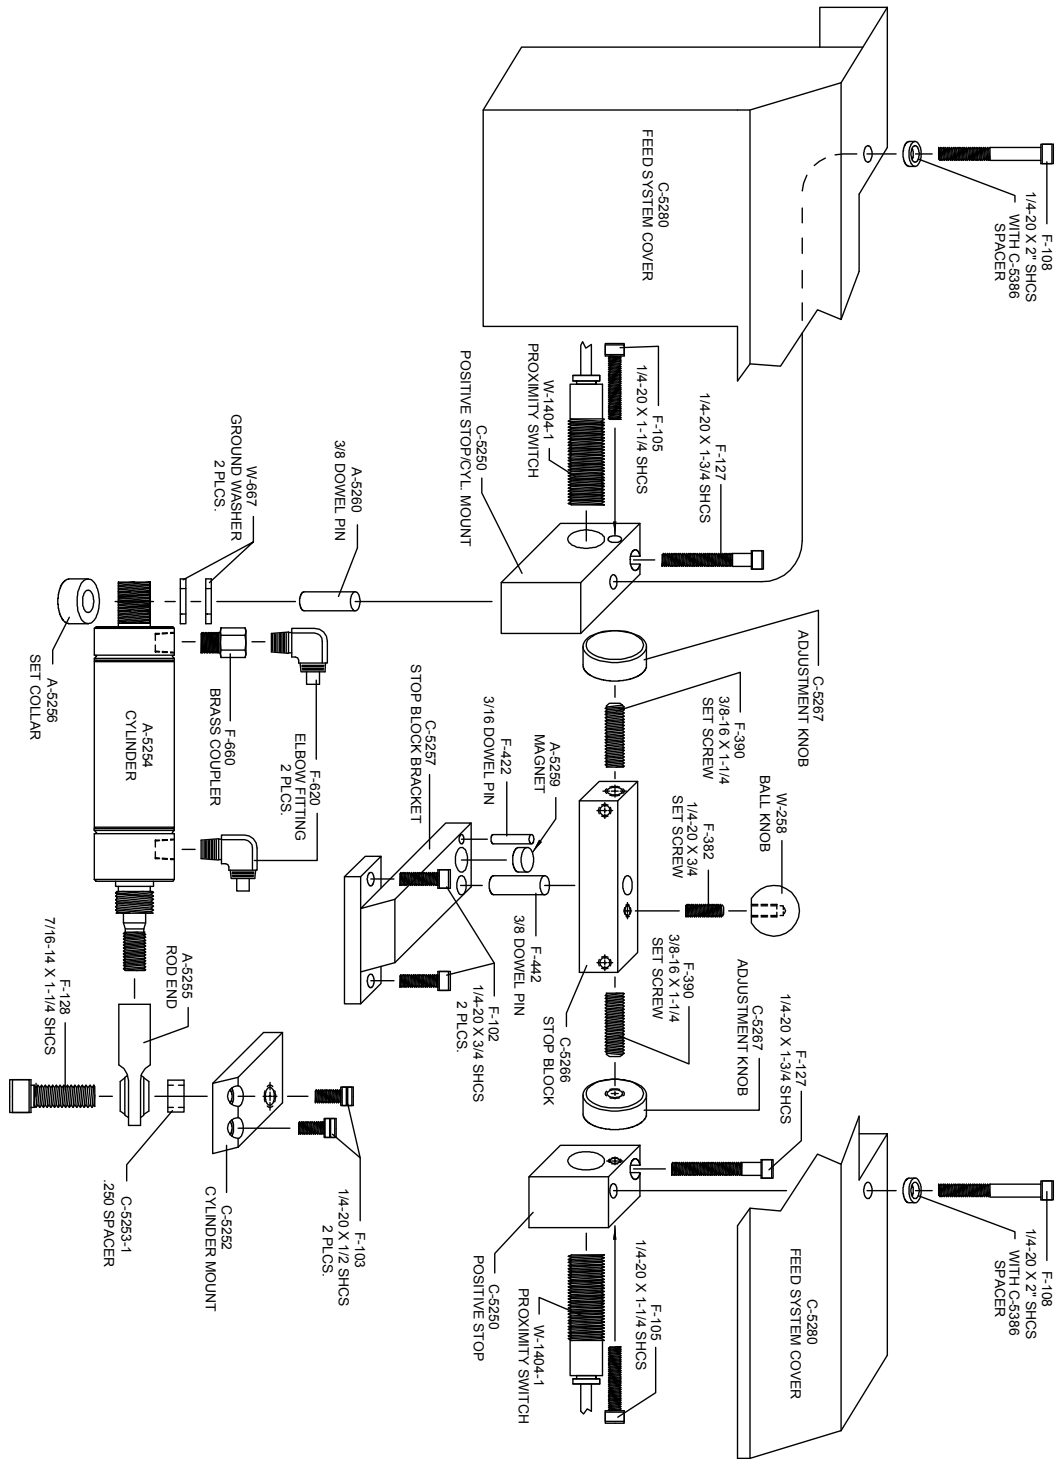 F-108
1/4-20 X 2" SHCS
WITH C-5386
SPACER
C-5280
FEED SYSTEM COVER
F-127
1/4-20 X 1-3/4 SHCS
F-105
1/4-20 X 1-1/4 SHCS
W-1404-1
PROXIMITY SWITCH
C-5250
POSITIVE STOP/CYL. MOUNT
A-5260
3/8 DOWEL PIN
W-667
GROUND WASHER
2 PLCS.
A-5256
SET COLLAR
C-5267
ADJUSTMENT KNOB
F-390
3/8-16 X 1-1/4
SET SCREW
W-258
BALL KNOB
F-382
1/4-20 X 3/4
SET SCREW
A-5259
MAGNET
F-422
3/16 DOWEL PIN
C-5257
STOP BLOCK BRACKET
F-620
ELBOW FITTING
2 PLCS.
F-660
BRASS COUPLER
A-5254
CYLINDER
F-390
3/8-16 X 1-1/4
SET SCREW
C-5266
STOP BLOCK
F-442
3/8 DOWEL PIN
F-102
1/4-20 X 3/4 SHCS
2 PLCS.
A-5255
ROD END
F-128
7/16-14 X 1-1/4 SHCS
F-127
1/4-20 X 1-3/4 SHCS
C-5267
ADJUSTMENT KNOB
F-103
1/4-20 X 1/2 SHCS
2 PLCS.
C-5252
CYLINDER MOUNT
C-5253-1
.250 SPACER
F-108
1/4-20 X 2" SHCS
WITH C-5386
SPACER
C-5280
FEED SYSTEM COVER
F-105
1/4-20 X 1-1/4 SHCS
W-1404-1
PROXIMITY SWITCH
C-5250
POSITIVE STOP